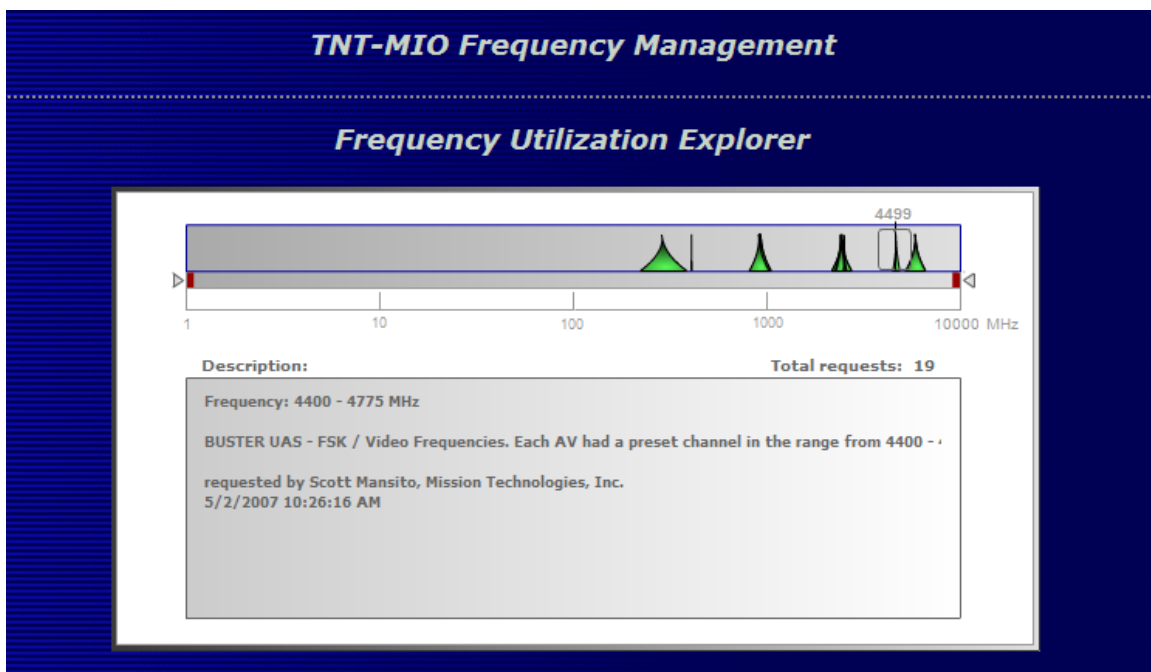 TNT-MIO Frequency Management
Frequency Utilization Explorer
4499
1 10 100 1000 10000 MHz
Description: Total requests: 19
Frequency: 4400 - 4775 MHz
BUSTER UAS - FSK / Video Frequencies. Each AV had a preset channel in the range from 4400 -
requested by Scott Mansito, Mission Technologies, Inc.
5/2/2007 10:26:16 AM